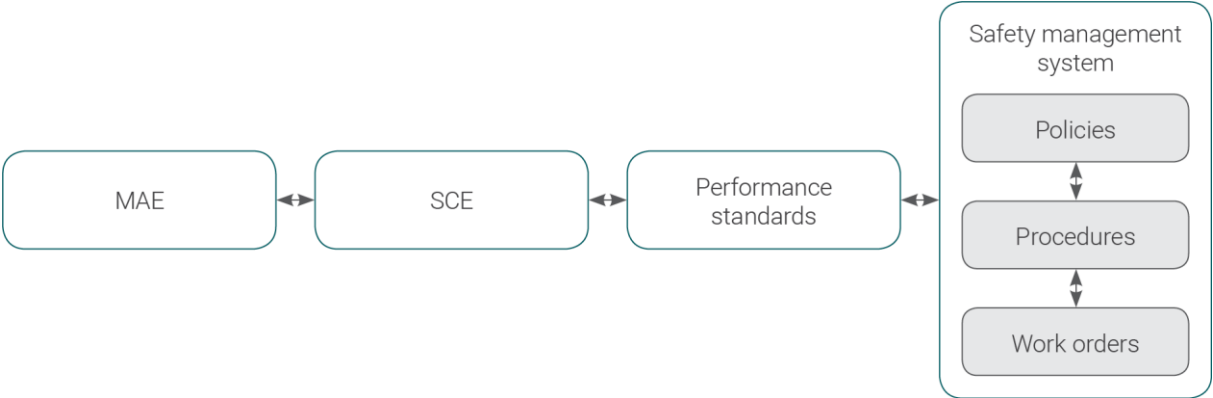 MAE
SCE
Performance
standards
Safety management
system
Policies
Procedures
Work orders